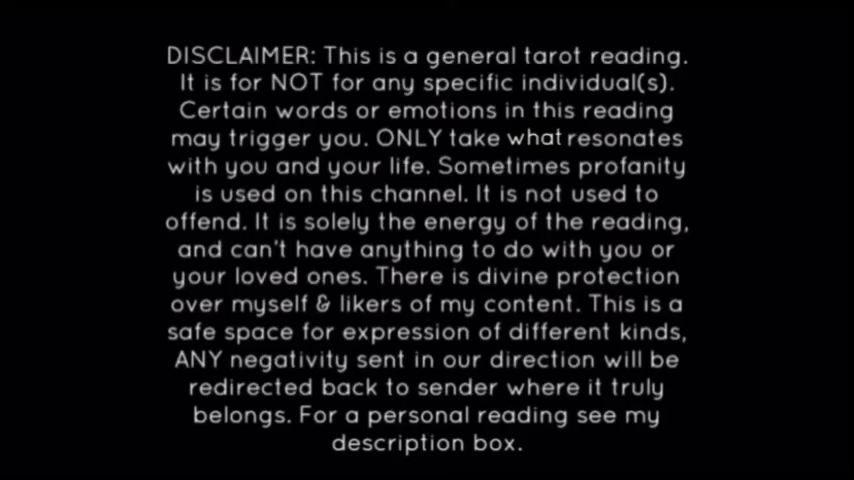 DISCLAIMER: This is a general tarot reading.
It is for NOT for any specific individual(s).
Certain words or emotions in this reading
may trigger you. ONLY take what resonates
with you and your life. Sometimes profanity
is used on this channel. It is not used to
offend. It is solely the energy of the reading,
and can't have anything to do with you or
your loved ones. There is divine protection
over myself & likers of my content. This is a
safe space for expression of different kinds,
ANY negativity sent in our direction will be
redirected back to sender where it truly
belongs. For a personal reading see my
description box.